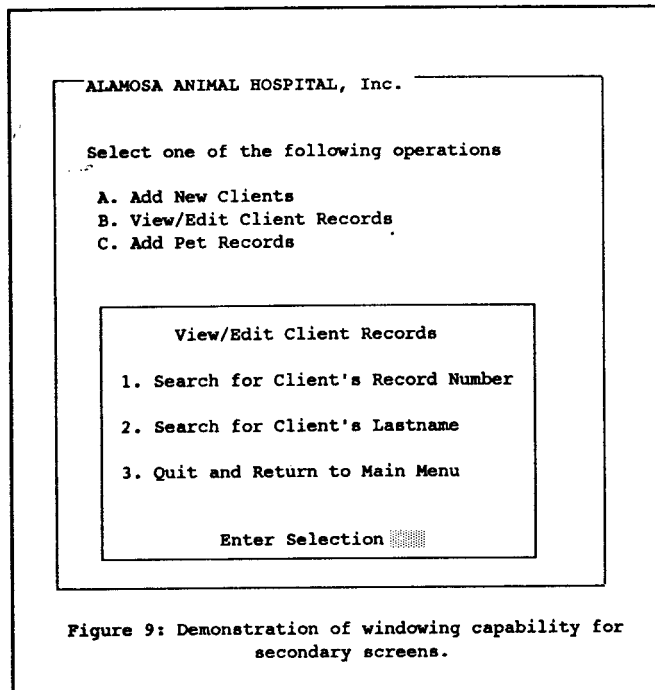 ALAMOSA ANIMAL HOSPITAL, Inc.
Select one of the following operations
A. Add New Clients
B. View/Edit Client Records
C. Add Pet Records
View/Edit Client Records
1. Search for Client's Record Number
2. Search for Client's Lastname
3. Quit and Return to Main Menu
Enter Selection
Figure 9: Demonstration of windowing capability for
secondary screens.